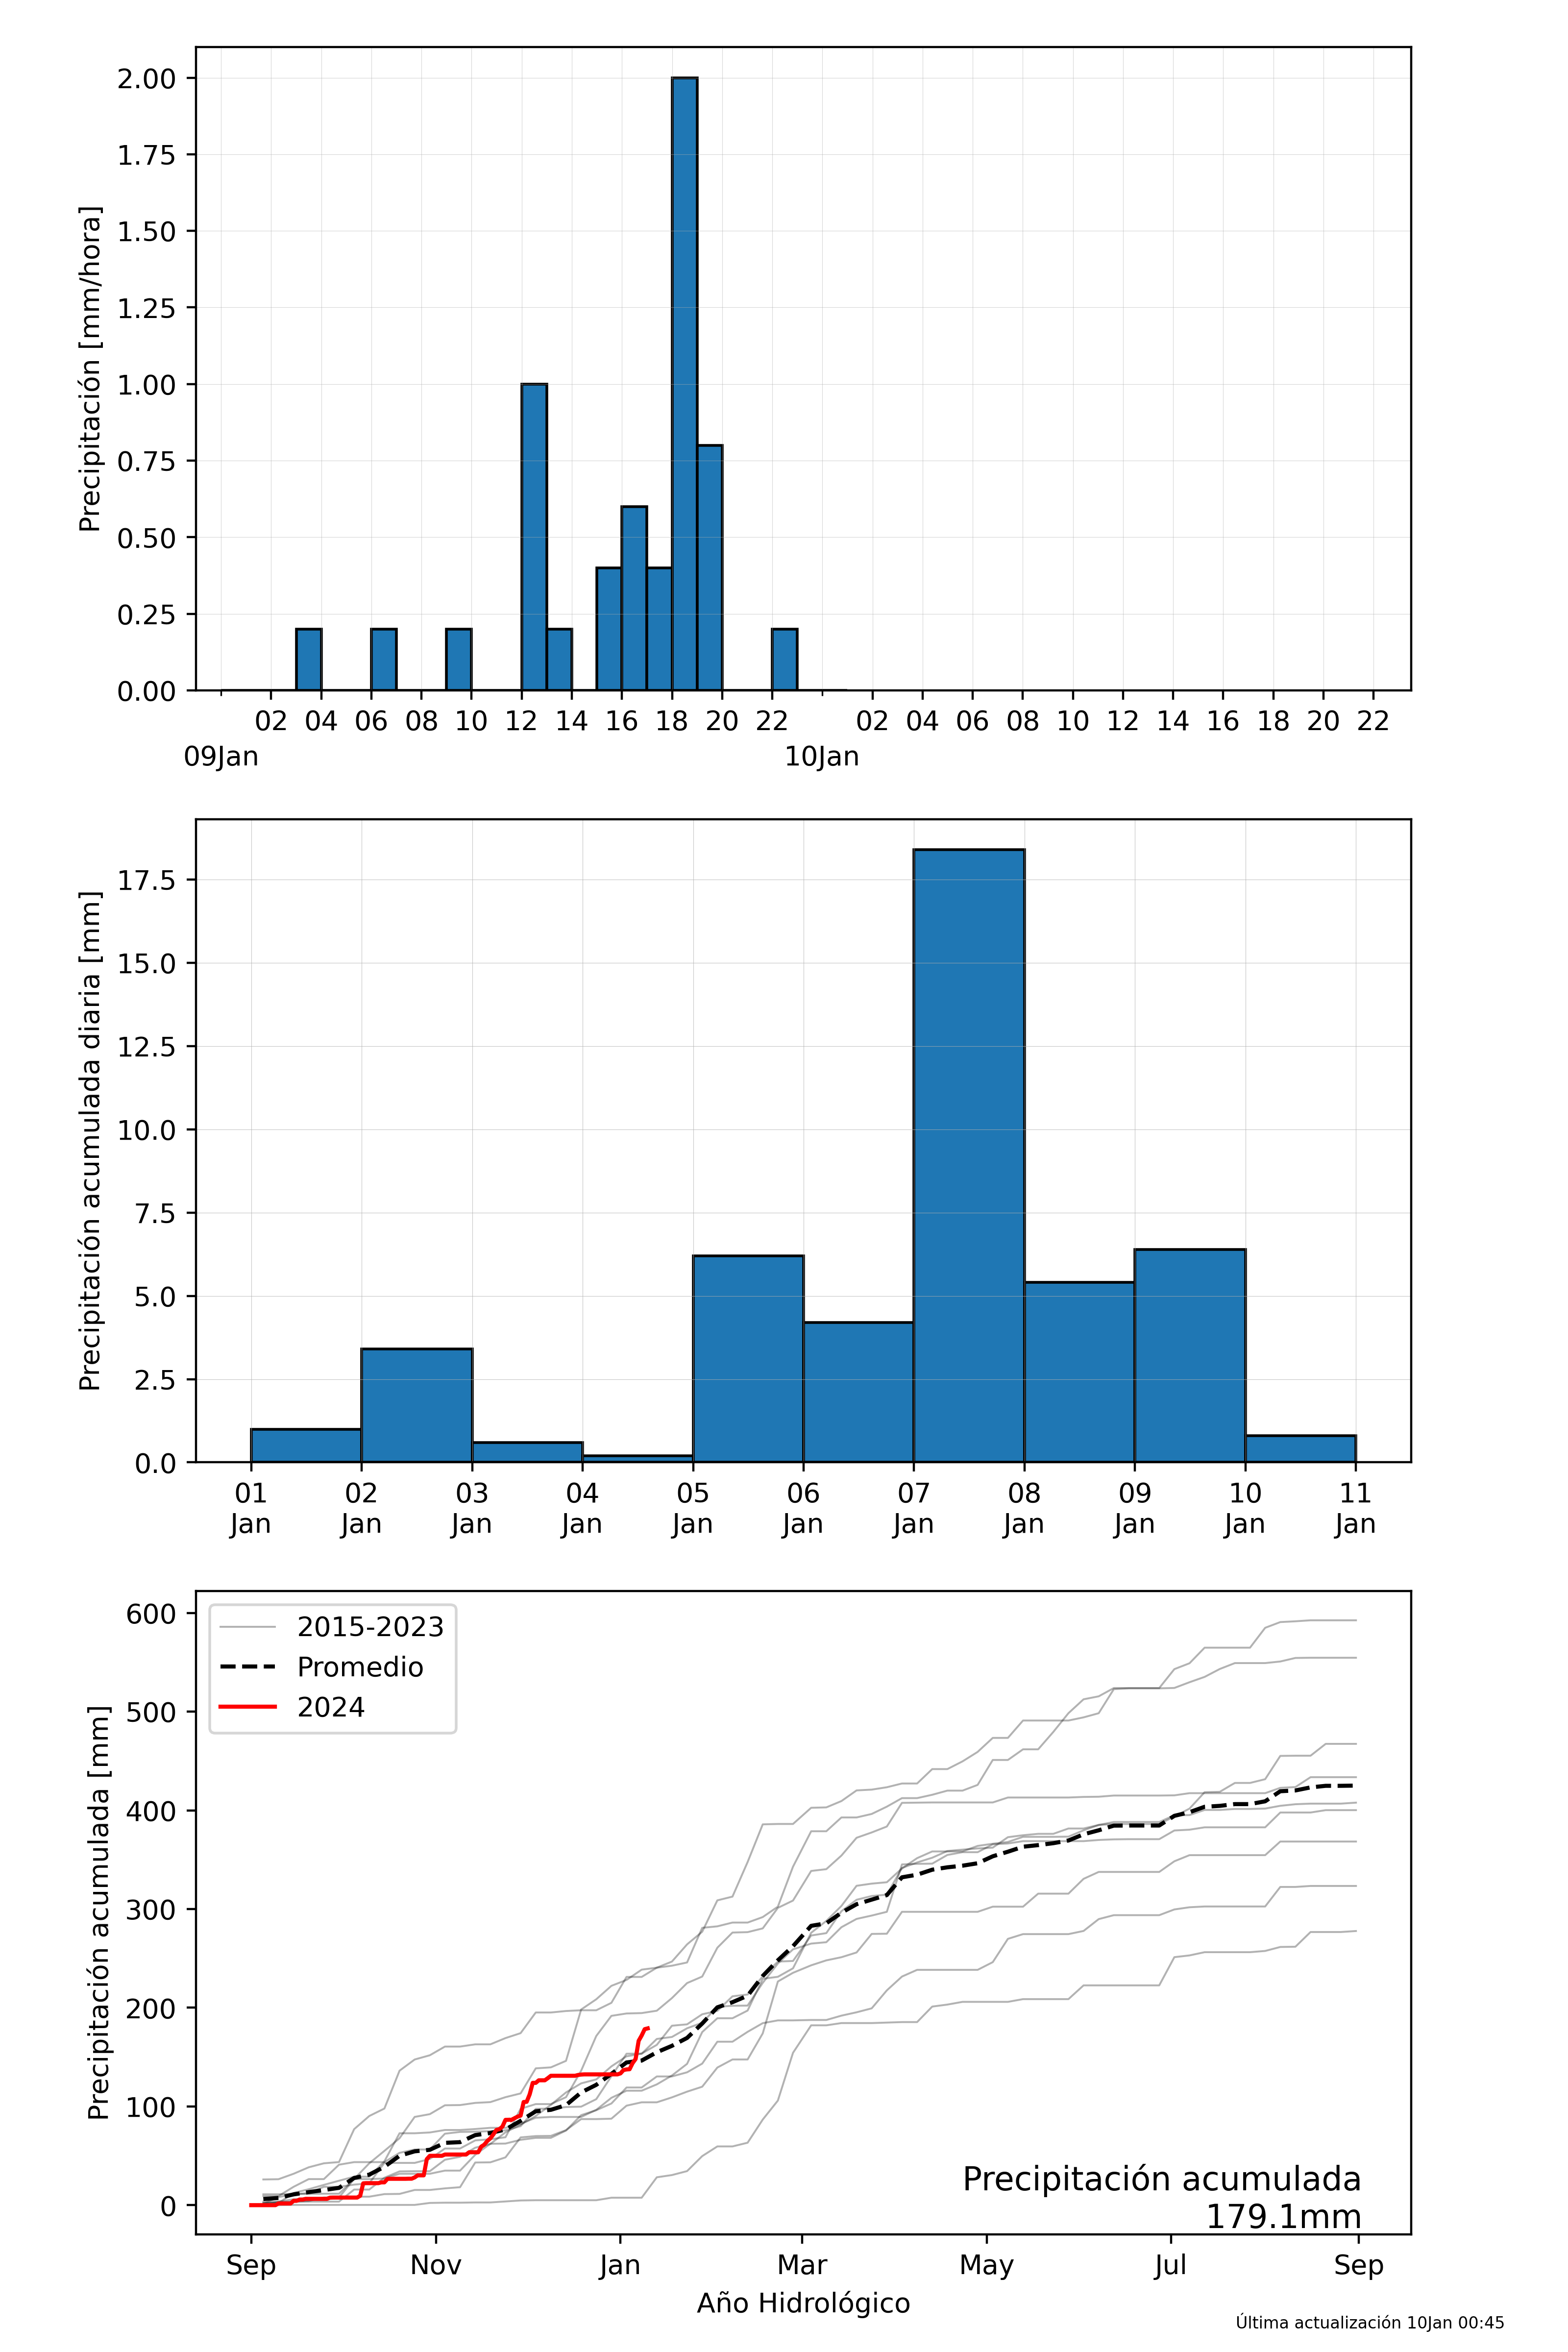 Precipitación [mm/hora]
2.00
1.75
1.50
1.25
1.00
0.75
0.50
0.25
0.00
02 04 06 08 10 12 14 16 18 20 22 02 04 06 08 10 12 14 16 18 20 22
09Jan 10Jan
Precipitación acumulada diaria [mm]
17.5
15.0
12.5
10.0
7.5
5.0
2.5
0.0
01 02 03 04 05 06 07 08 09 10 11
Jan Jan Jan Jan Jan Jan Jan Jan Jan Jan Jan
Precipitación acumulada [mm]
600
500
400
300
200
100
0
2015-2023
Promedio
2024
Precipitación acumulada
179.1mm
Sep Nov Jan Mar May Jul Sep
Año Hidrológico
Última actualización 10Jan 00:45